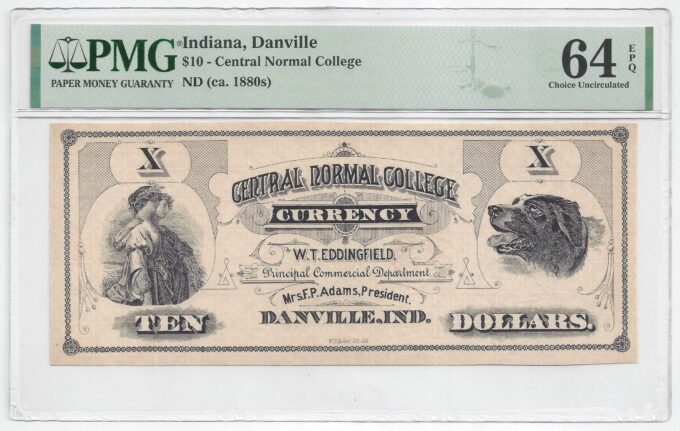 PMG®
PAPER MONEY GUARANTY
Indiana, Danville
$10 - Central Normal College
ND (ca. 1880s)
64 EPQ
Choice Uncirculated
X
X
CENTRAL NORMAL COLLEGE
CURRENCY
W.T. EDDINGFIELD.
Principal Commercial Department.
Mrs F.P. Adams, President.
TEN
DANVILLE, IND.
DOLLARS.